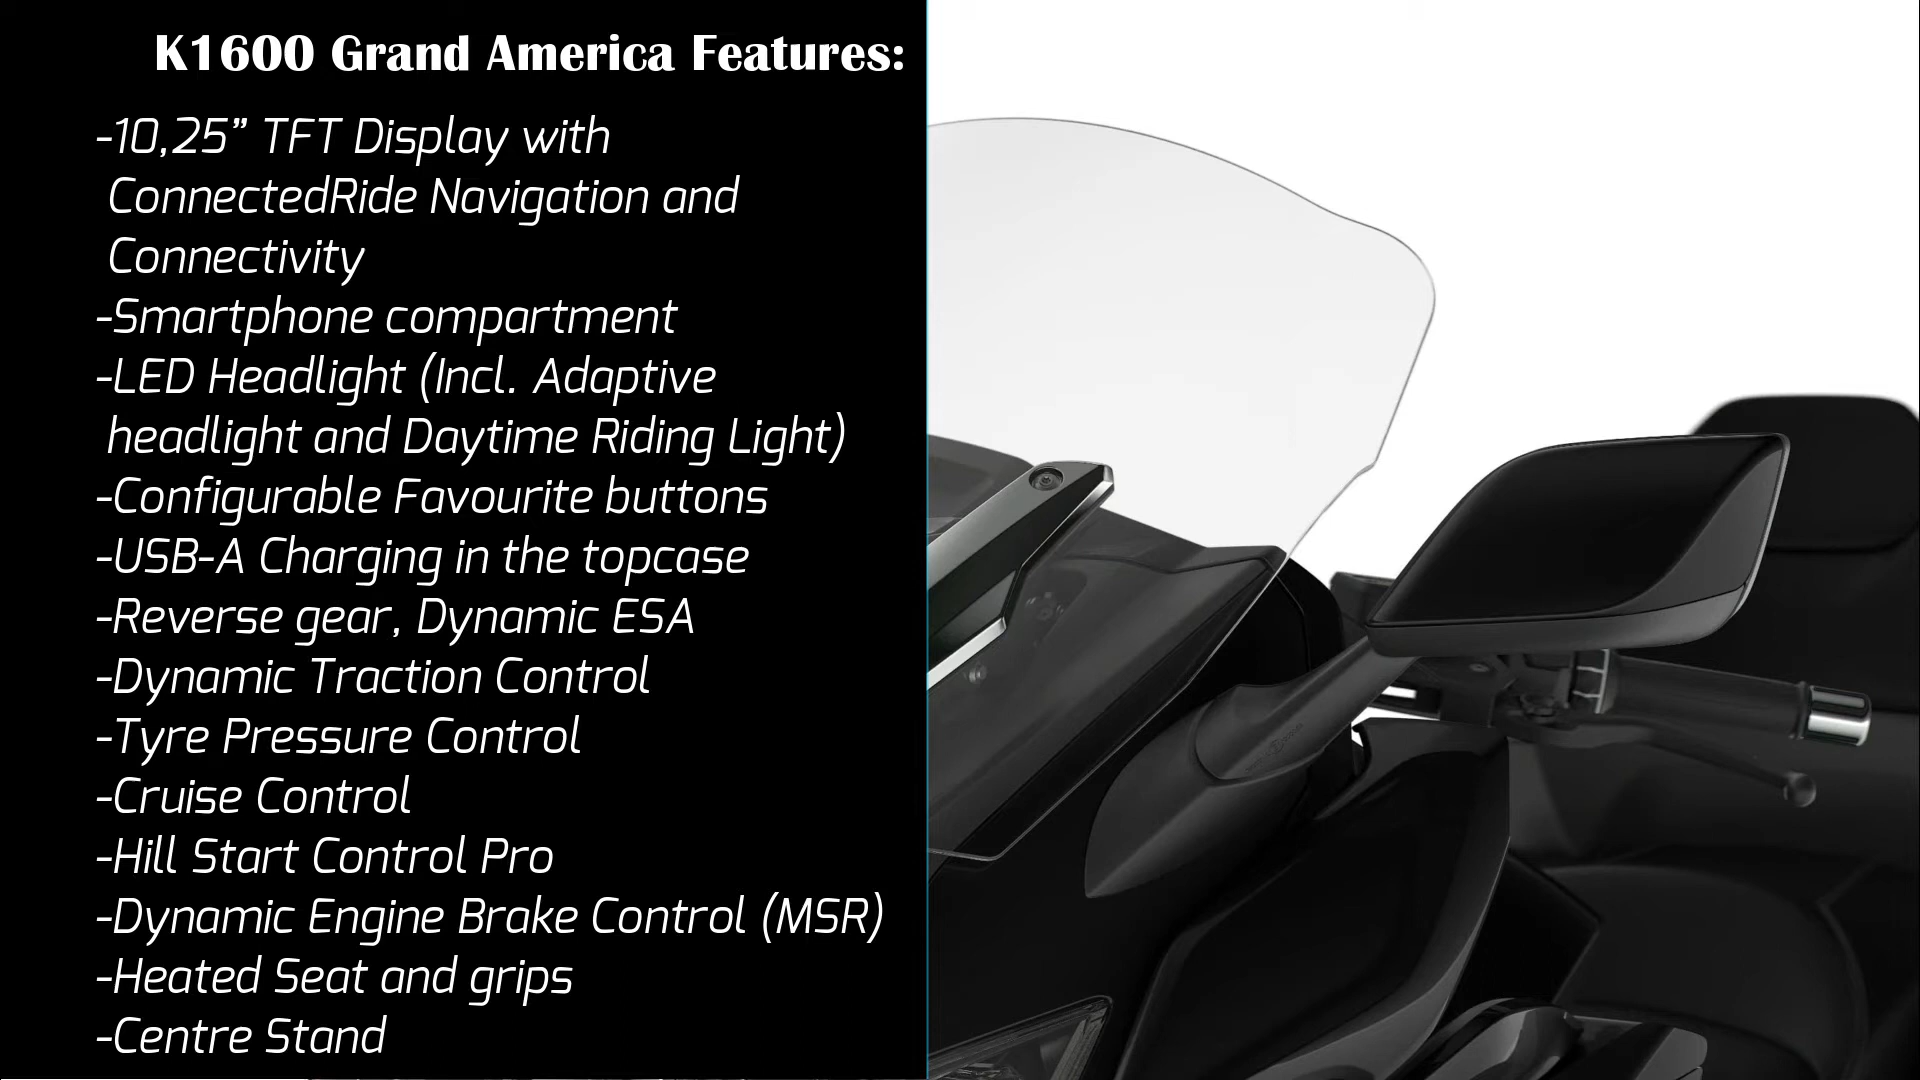 K1600 Grand America Features:
-10,25” TFT Display with
ConnectedRide Navigation and
Connectivity
-Smartphone compartment
-LED Headlight (Incl. Adaptive
headlight and Daytime Riding Light)
-Configurable Favourite buttons
-USB-A Charging in the topcase
-Reverse gear, Dynamic ESA
-Dynamic Traction Control
-Tyre Pressure Control
-Cruise Control
-Hill Start Control Pro
-Dynamic Engine Brake Control (MSR)
-Heated Seat and grips
-Centre Stand